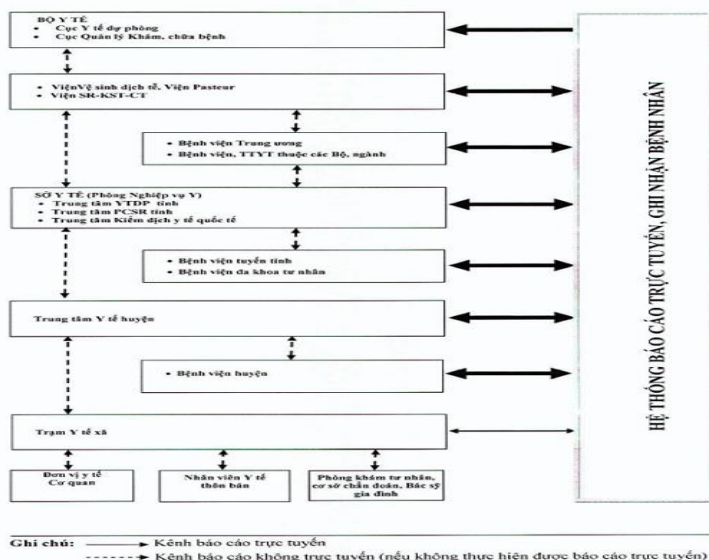 BỘ Y TẾ
• Cục Y tế dự phòng
• Cục Quản lý Khám, chữa bệnh
• ViệnVệ sinh dịch tễ, Viện Pasteur
• Viện SR-KST-CT
• Bệnh viện Trung ương
• Bệnh viện, TTYT thuộc các Bộ, ngành
SỞ Y TẾ (Phòng Nghiệp vụ Y)
• Trung tâm YTDP tỉnh
• Trung tâm PCSR tỉnh
• Trung tâm Kiểm dịch y tế quốc tế
• Bệnh viện tuyến tỉnh
• Bệnh viện đa khoa tư nhân
Trung tâm Y tế huyện
• Bệnh viện huyện
Trạm Y tế xã
Đơn vị y tế
Cơ quan
Nhân viên Y tế
thôn bản
Phòng khám tư nhân,
cơ sở chẩn đoán, Bác sỹ
gia đình
HỆ THỐNG BÁO CÁO TRỰC TUYẾN, GHI NHẬN BỆNH NHÂN
Ghi chú: Kênh báo cáo trực tuyến
Kênh báo cáo không trực tuyến (nếu không thực hiện được báo cáo trực tuyến)